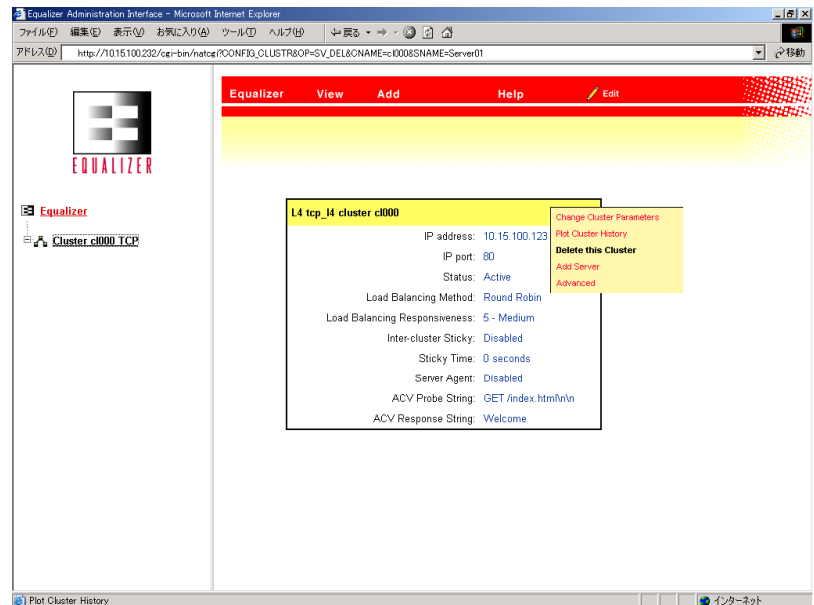 Equalizer Administration Interface - Microsoft Internet Explorer
ファイル(F) 編集(E) 表示(V) お気に入り(A) ツール(T) ヘルプ(H) 戻る
アドレス(D) http://10.15.100.232/cgi-bin/natcgi?CONFIG_CLUSTR&OP=SV_DEL&CNAME=cl000&SNAME=Server01 移動
Equalizer View Add Help Edit
EQUALIZER
Equalizer
Cluster cl000 TCP
L4 tcp_l4 cluster cl000
IP address: 10.15.100.123
IP port: 80
Status: Active
Load Balancing Method: Round Robin
Load Balancing Responsiveness: 5 - Medium
Inter-cluster Sticky: Disabled
Sticky Time: 0 seconds
Server Agent: Disabled
ACV Probe String: GET /index.html\n\n
ACV Response String: Welcome
Change Cluster Parameters
Plot Cluster History
Delete this Cluster
Add Server
Advanced
Plot Cluster History インターネット